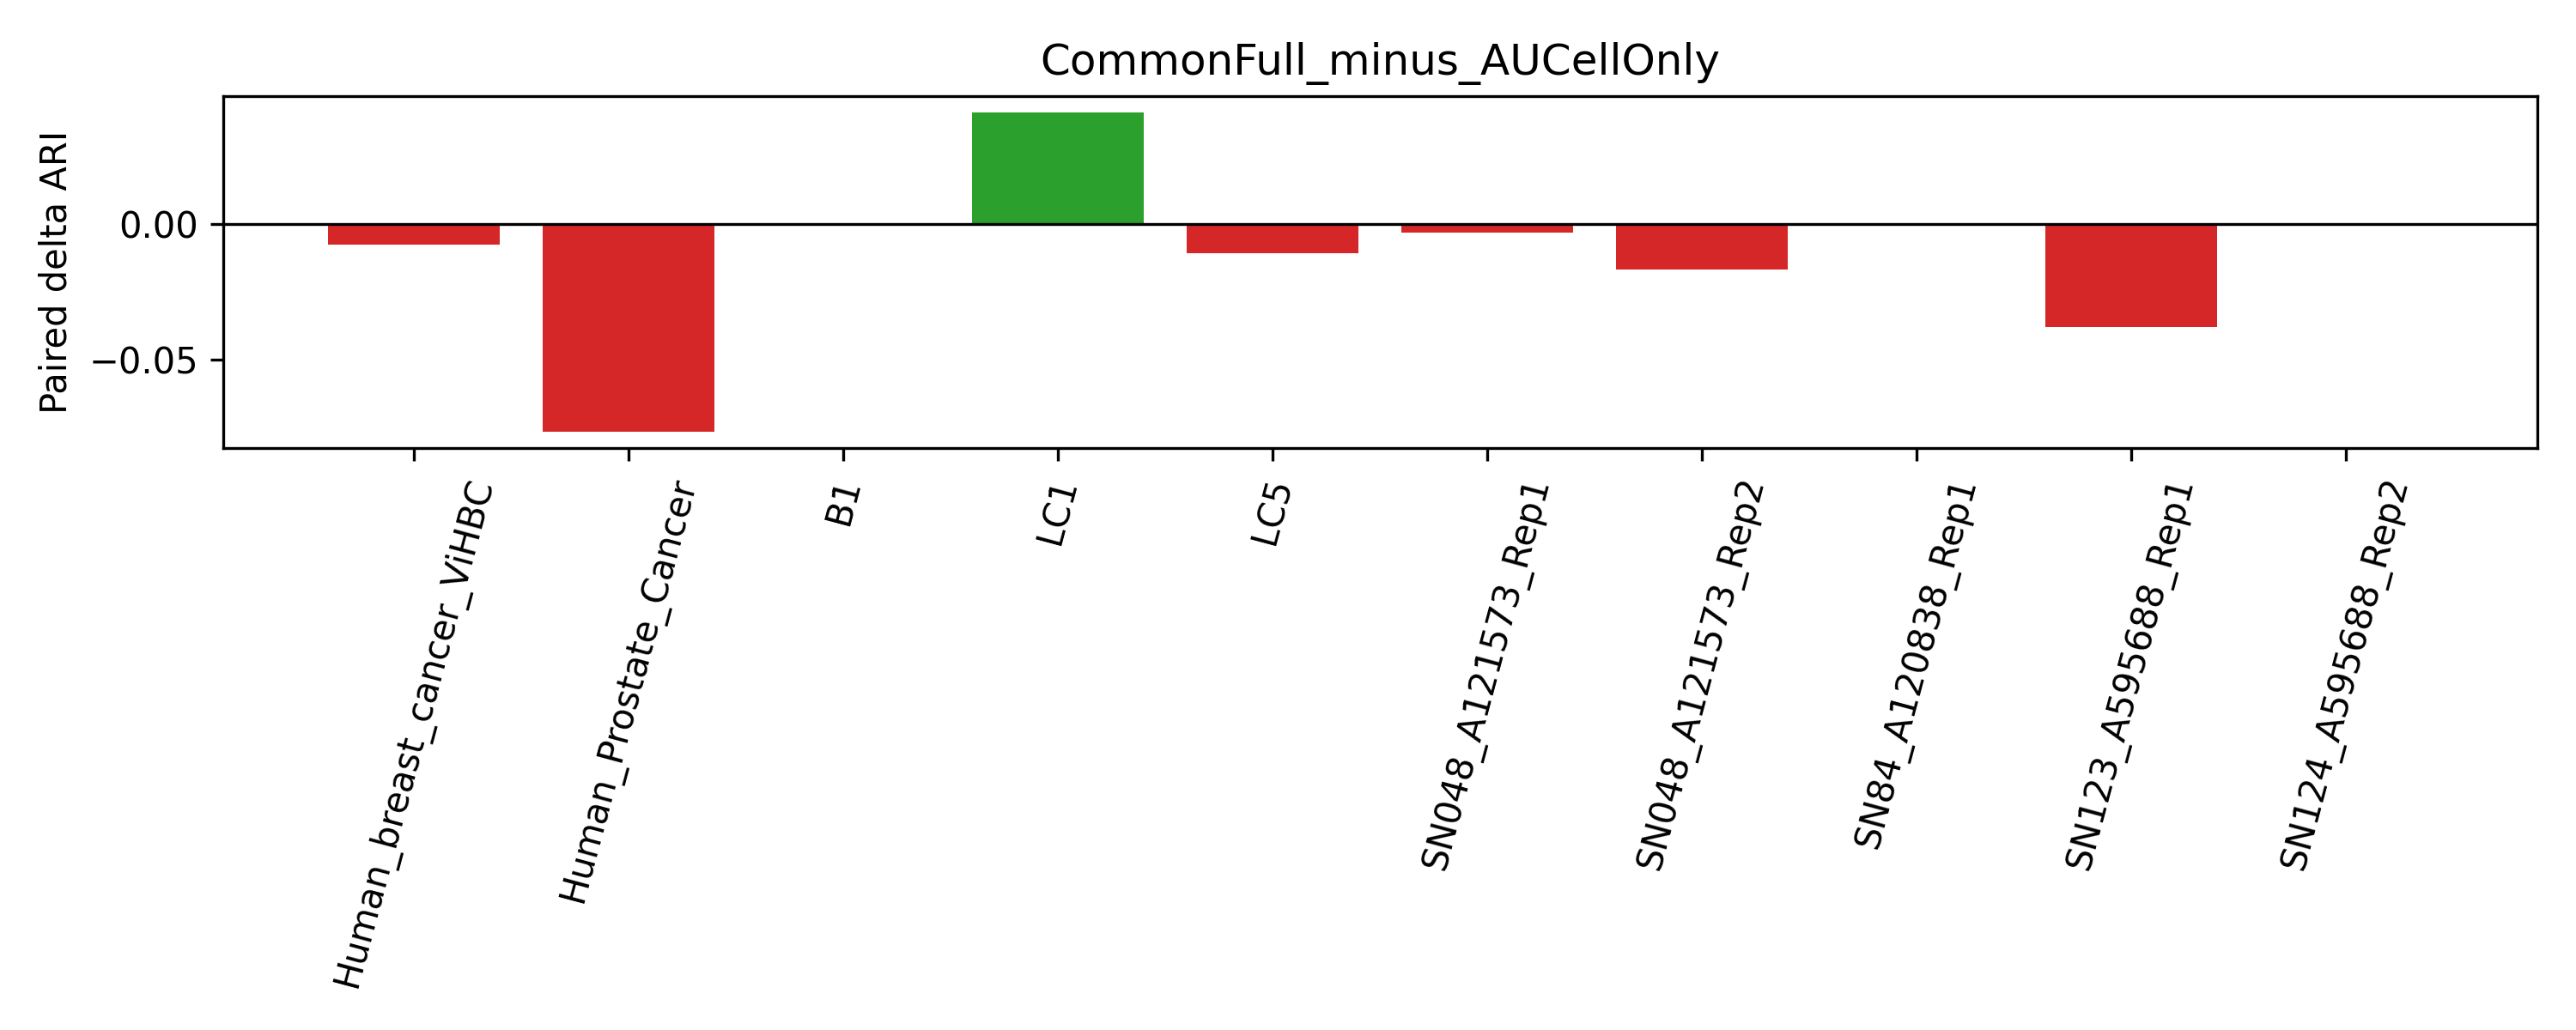 CommonFull_minus_AUCellOnly
Paired delta ARI
0.00
−0.05
Human_breast_cancer_ViHBC
Human_Prostate_Cancer
B1
LC1
LC5
SN048_A121573_Rep1
SN048_A121573_Rep2
SN84_A120838_Rep1
SN123_A595688_Rep1
SN124_A595688_Rep2